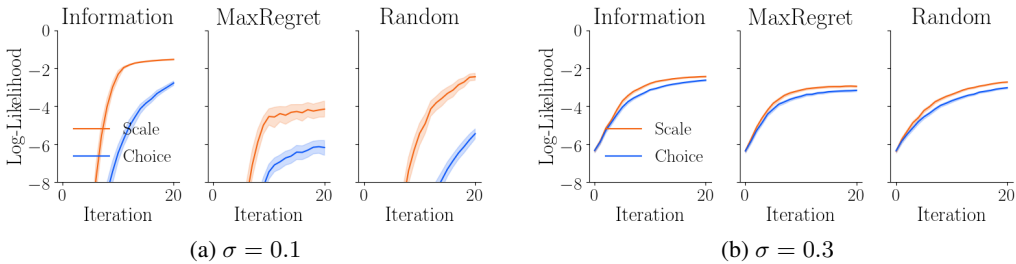 Information MaxRegret Random
Log-Likelihood
0
−2
−4
−6
−8
Scale
Choice
0 20 0 20 0 20
Iteration Iteration Iteration
(a) σ = 0.1
Information MaxRegret Random
Log-Likelihood
0
−2
−4
−6
−8
Scale
Choice
0 20 0 20 0 20
Iteration Iteration Iteration
(b) σ = 0.3